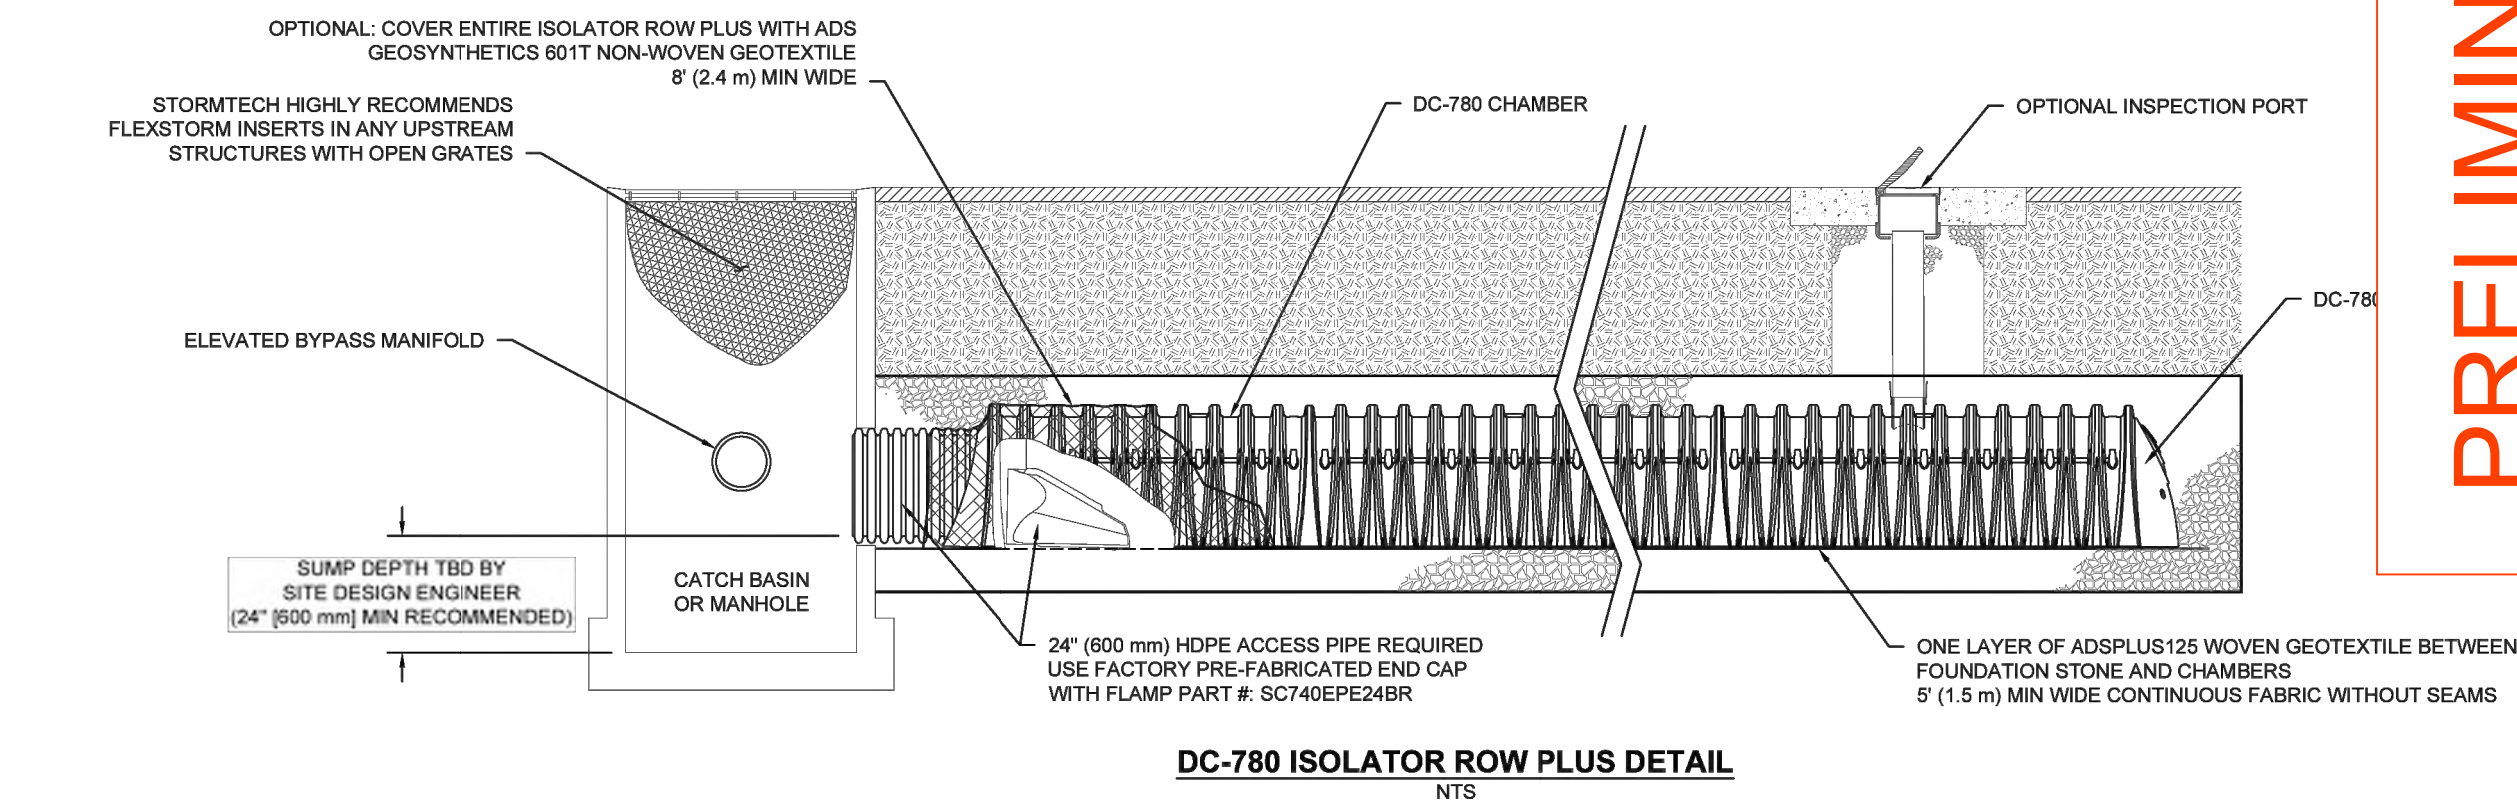 OPTIONAL: COVER ENTIRE ISOLATOR ROW PLUS WITH ADS
GEOSYNTHETICS 601T NON-WOVEN GEOTEXTILE
8' (2.4 m) MIN WIDE
STORMTECH HIGHLY RECOMMENDS
FLEXSTORM INSERTS IN ANY UPSTREAM
STRUCTURES WITH OPEN GRATES
DC-780 CHAMBER
OPTIONAL INSPECTION PORT
DC-780
ELEVATED BYPASS MANIFOLD
SUMP DEPTH TBD BY
SITE DESIGN ENGINEER
(24" [600 mm] MIN RECOMMENDED)
CATCH BASIN
OR MANHOLE
24" (600 mm) HDPE ACCESS PIPE REQUIRED
USE FACTORY PRE-FABRICATED END CAP
WITH FLAMP PART #: SC740EPE24BR
ONE LAYER OF ADSPLUS125 WOVEN GEOTEXTILE BETWEEN
FOUNDATION STONE AND CHAMBERS
5' (1.5 m) MIN WIDE CONTINUOUS FABRIC WITHOUT SEAMS
DC-780 ISOLATOR ROW PLUS DETAIL
NTS